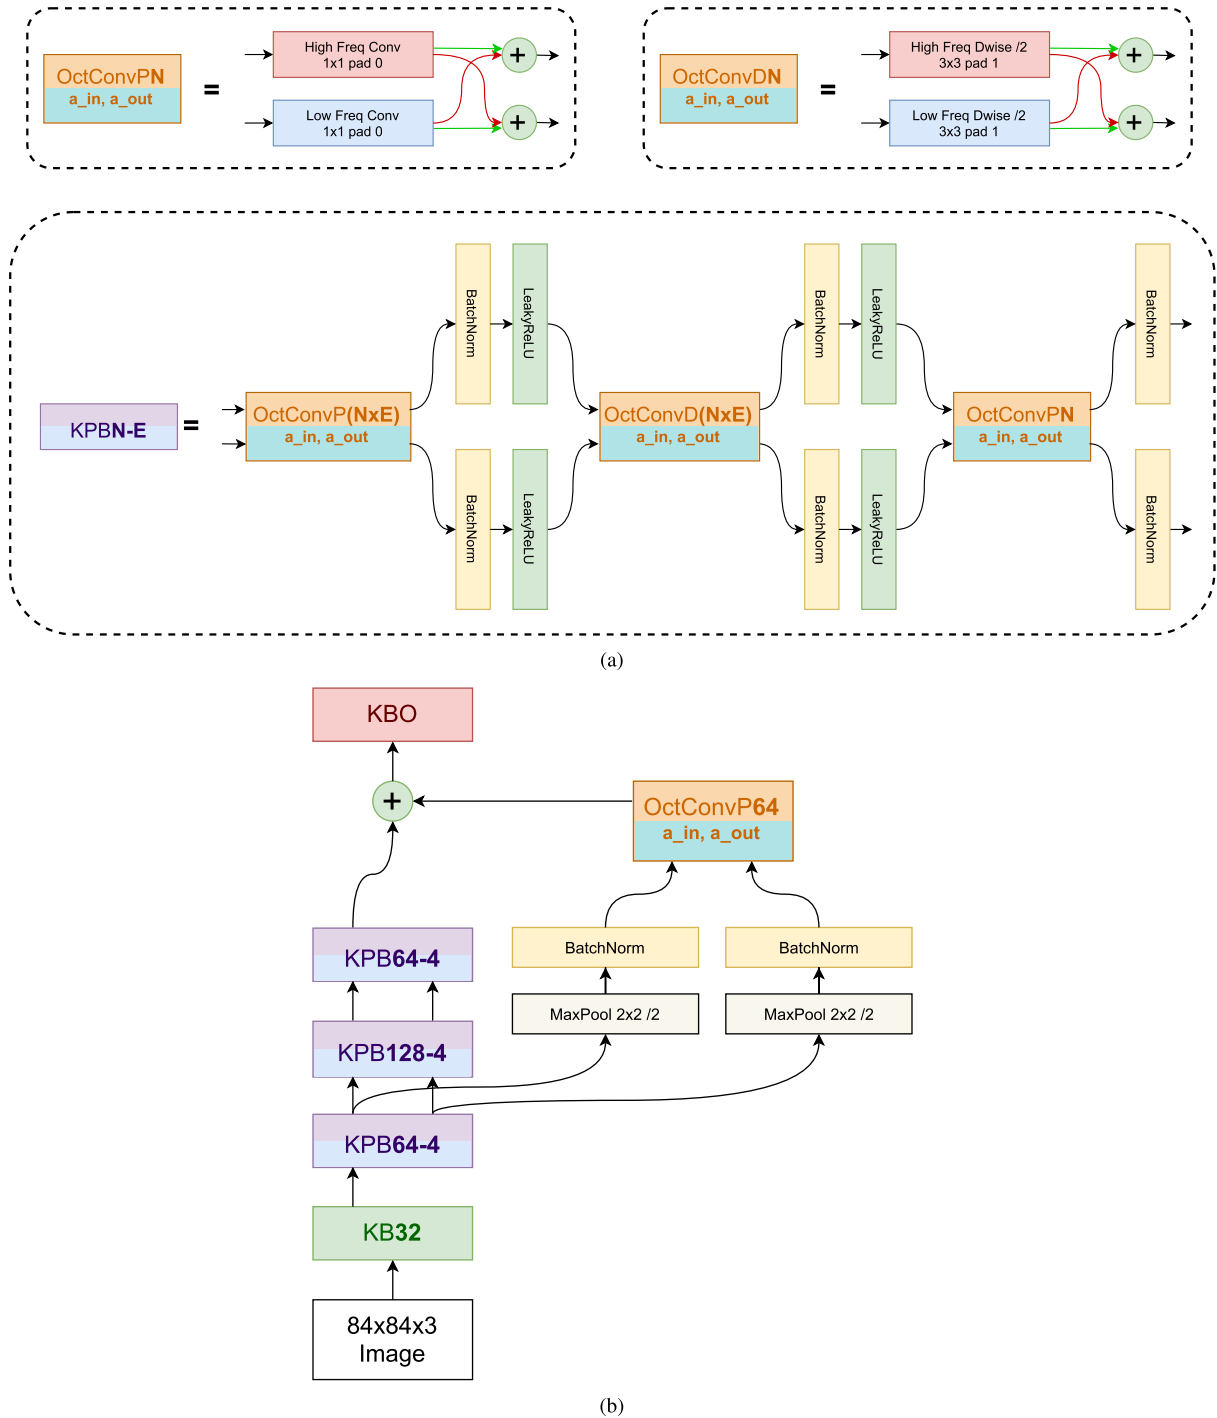 OctConvPN
a_in, a_out
=
High Freq Conv
1x1 pad 0
Low Freq Conv
1x1 pad 0
+
+
OctConvDN
a_in, a_out
=
High Freq Dwise /2
3x3 pad 1
Low Freq Dwise /2
3x3 pad 1
+
+
KPBN-E
=
OctConvP(NxE)
a_in, a_out
BatchNorm
LeakyReLU
BatchNorm
LeakyReLU
OctConvD(NxE)
a_in, a_out
BatchNorm
LeakyReLU
BatchNorm
LeakyReLU
OctConvPN
a_in, a_out
BatchNorm
BatchNorm
(a)
KBO
+
OctConvP64
a_in, a_out
KPB64-4
BatchNorm
BatchNorm
MaxPool 2x2 /2
MaxPool 2x2 /2
KPB128-4
KPB64-4
KB32
84x84x3
Image
(b)